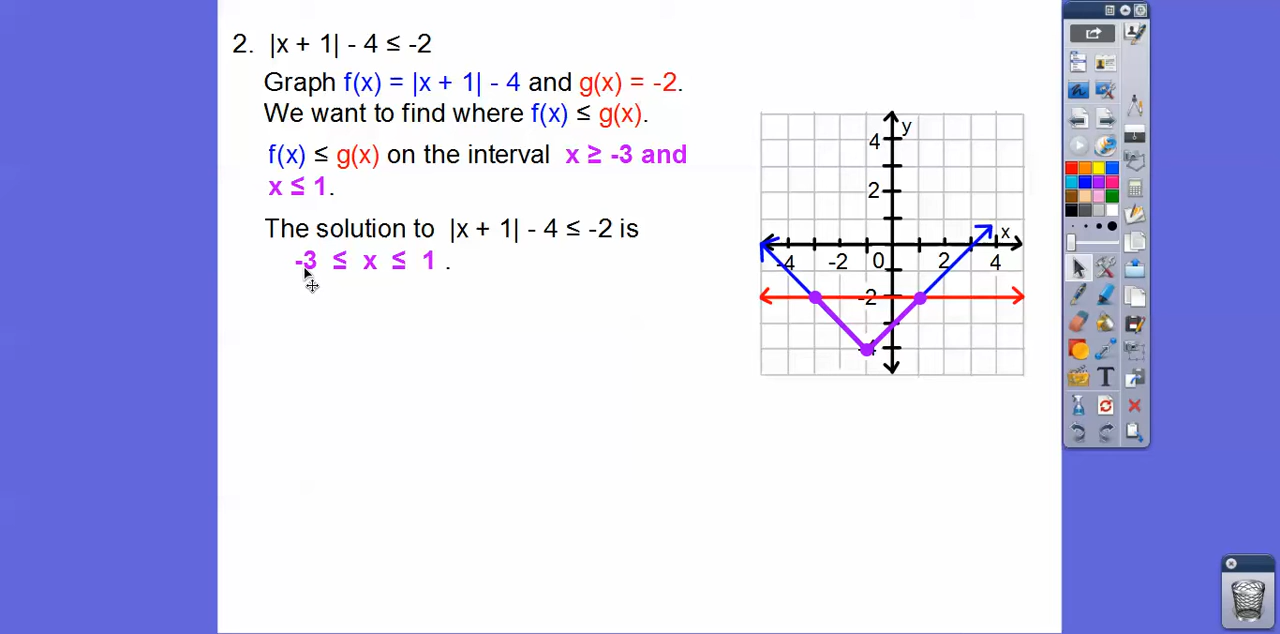 2. |x + 1| - 4 ≤ -2
Graph f(x) = |x + 1| - 4 and g(x) = -2.
We want to find where f(x) ≤ g(x).
f(x) ≤ g(x) on the interval x ≥ -3 and
x ≤ 1.
The solution to |x + 1| - 4 ≤ -2 is
-3 ≤ x ≤ 1 .
y
4
2
x
-4 -2 0 2 4
-2
-4
T